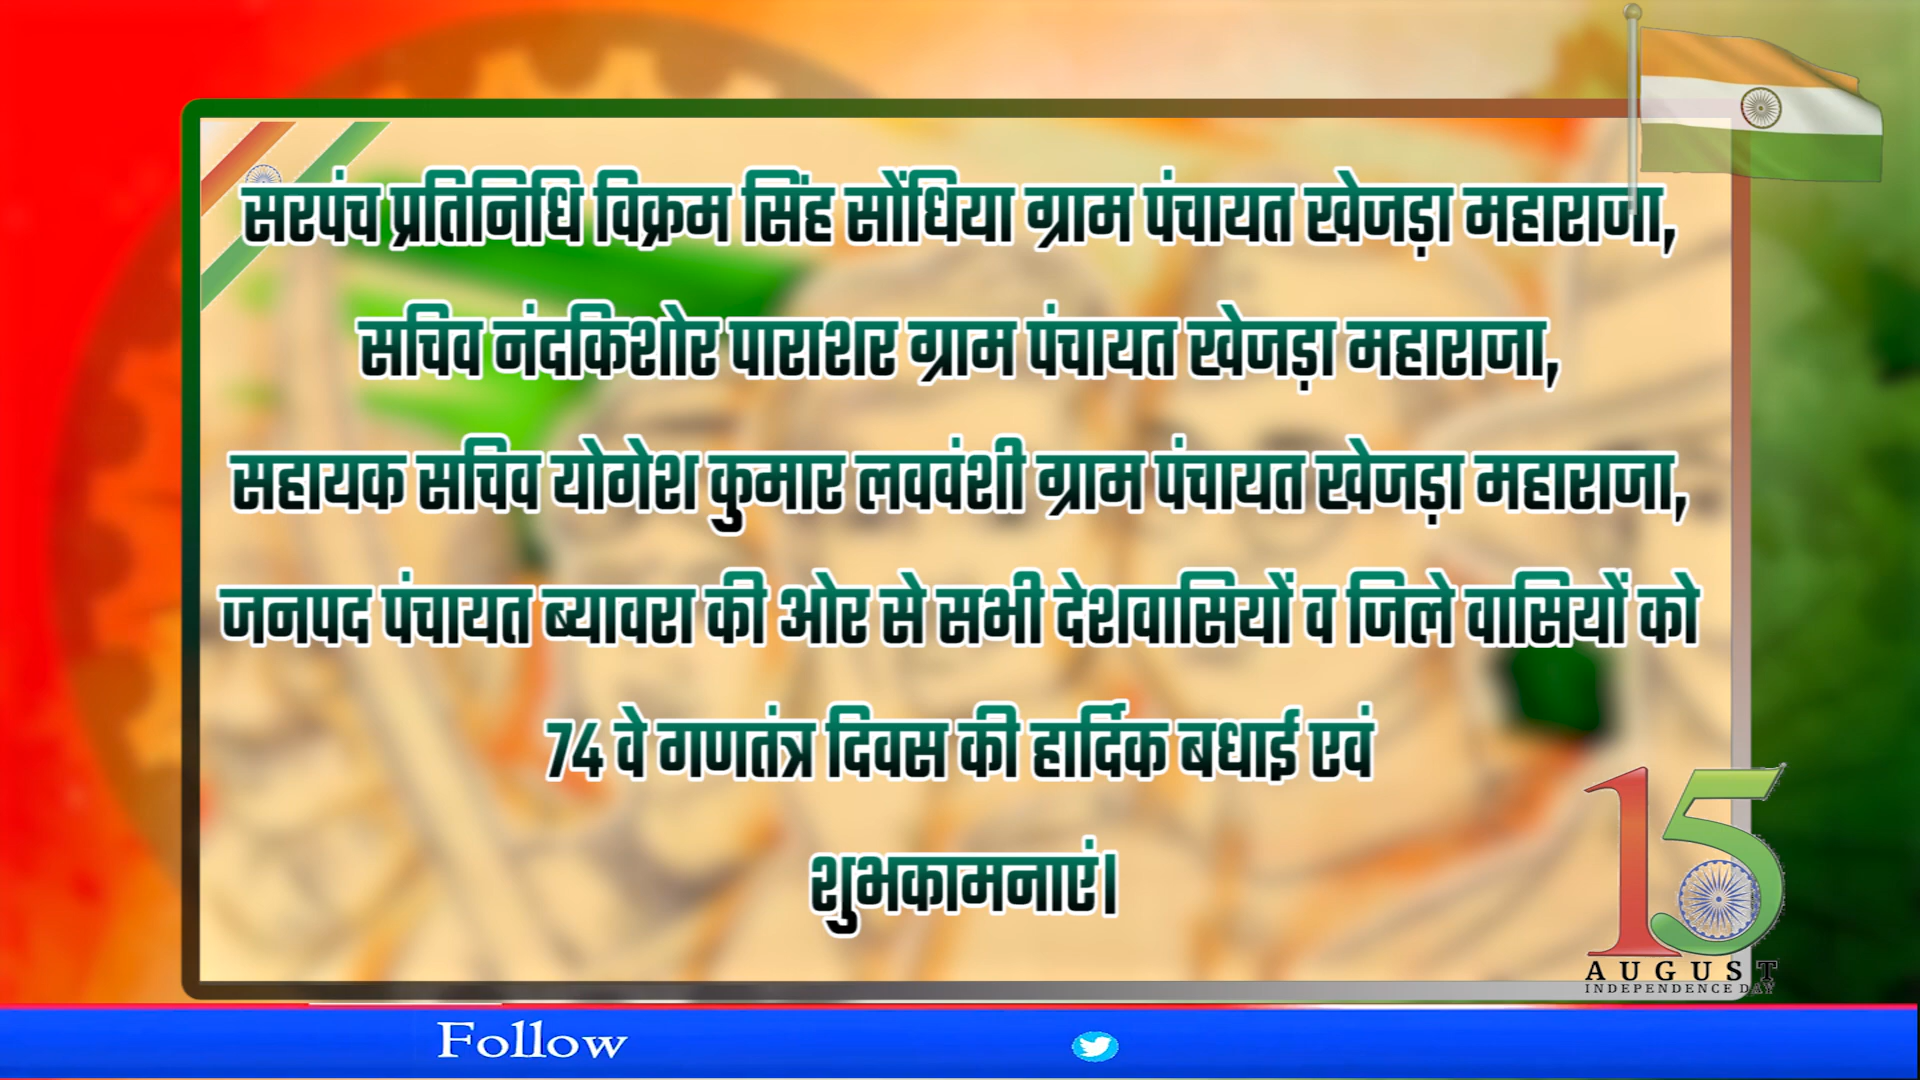 सरपंच प्रतिनिधि विक्रम सिंह सोंधिया ग्राम पंचायत खेजड़ा महाराजा,
सचिव नंदकिशोर पाराशर ग्राम पंचायत खेजड़ा महाराजा,
सहायक सचिव योगेश कुमार लववंशी ग्राम पंचायत खेजड़ा महाराजा,
जनपद पंचायत ब्यावरा की ओर से सभी देशवासियों व जिले वासियों को
74 वे गणतंत्र दिवस की हार्दिक बधाई एवं
शुभकामनाएं।
15
AUGUST
INDEPENDENCE DAY
Follow